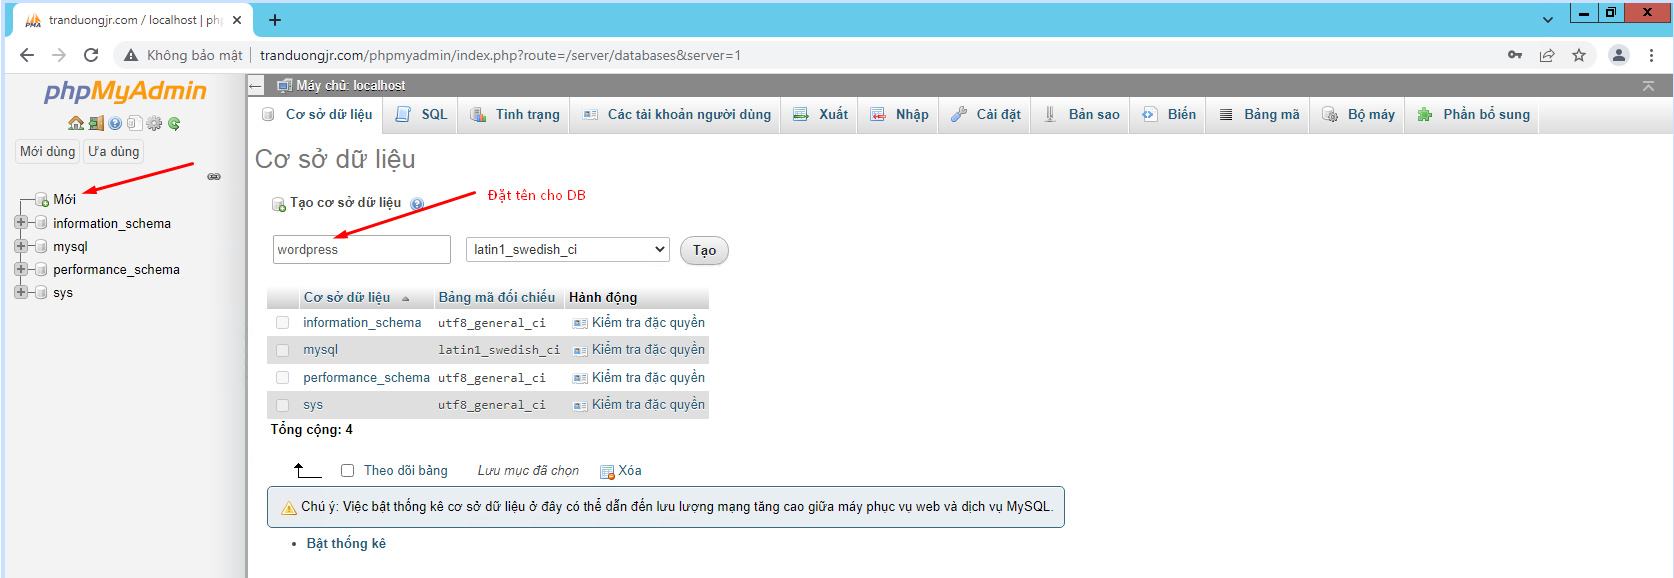 tranduongjr.com / localhost | ph
Không bảo mật | tranduongjr.com/phpmyadmin/index.php?route=/server/databases&server=1
phpMyAdmin
Mới dùng Ưa dùng
Mới
information_schema
mysql
performance_schema
sys
Máy chủ: localhost
Cơ sở dữ liệu SQL Tình trạng Các tài khoản người dùng Xuất Nhập Cài đặt Bản sao Biến Bảng mã Bộ máy Phần bổ sung
Cơ sở dữ liệu
Tạo cơ sở dữ liệu
Đặt tên cho DB
wordpress latin1_swedish_ci Tạo
Cơ sở dữ liệu Bảng mã đối chiếu Hành động
information_schema utf8_general_ci Kiểm tra đặc quyền
mysql latin1_swedish_ci Kiểm tra đặc quyền
performance_schema utf8_general_ci Kiểm tra đặc quyền
sys utf8_general_ci Kiểm tra đặc quyền
Tổng cộng: 4
Theo dõi bảng Lưu mục đã chọn Xóa
Chú ý: Việc bật thống kê cơ sở dữ liệu ở đây có thể dẫn đến lưu lượng mạng tăng cao giữa máy phục vụ web và dịch vụ MySQL.
• Bật thống kê